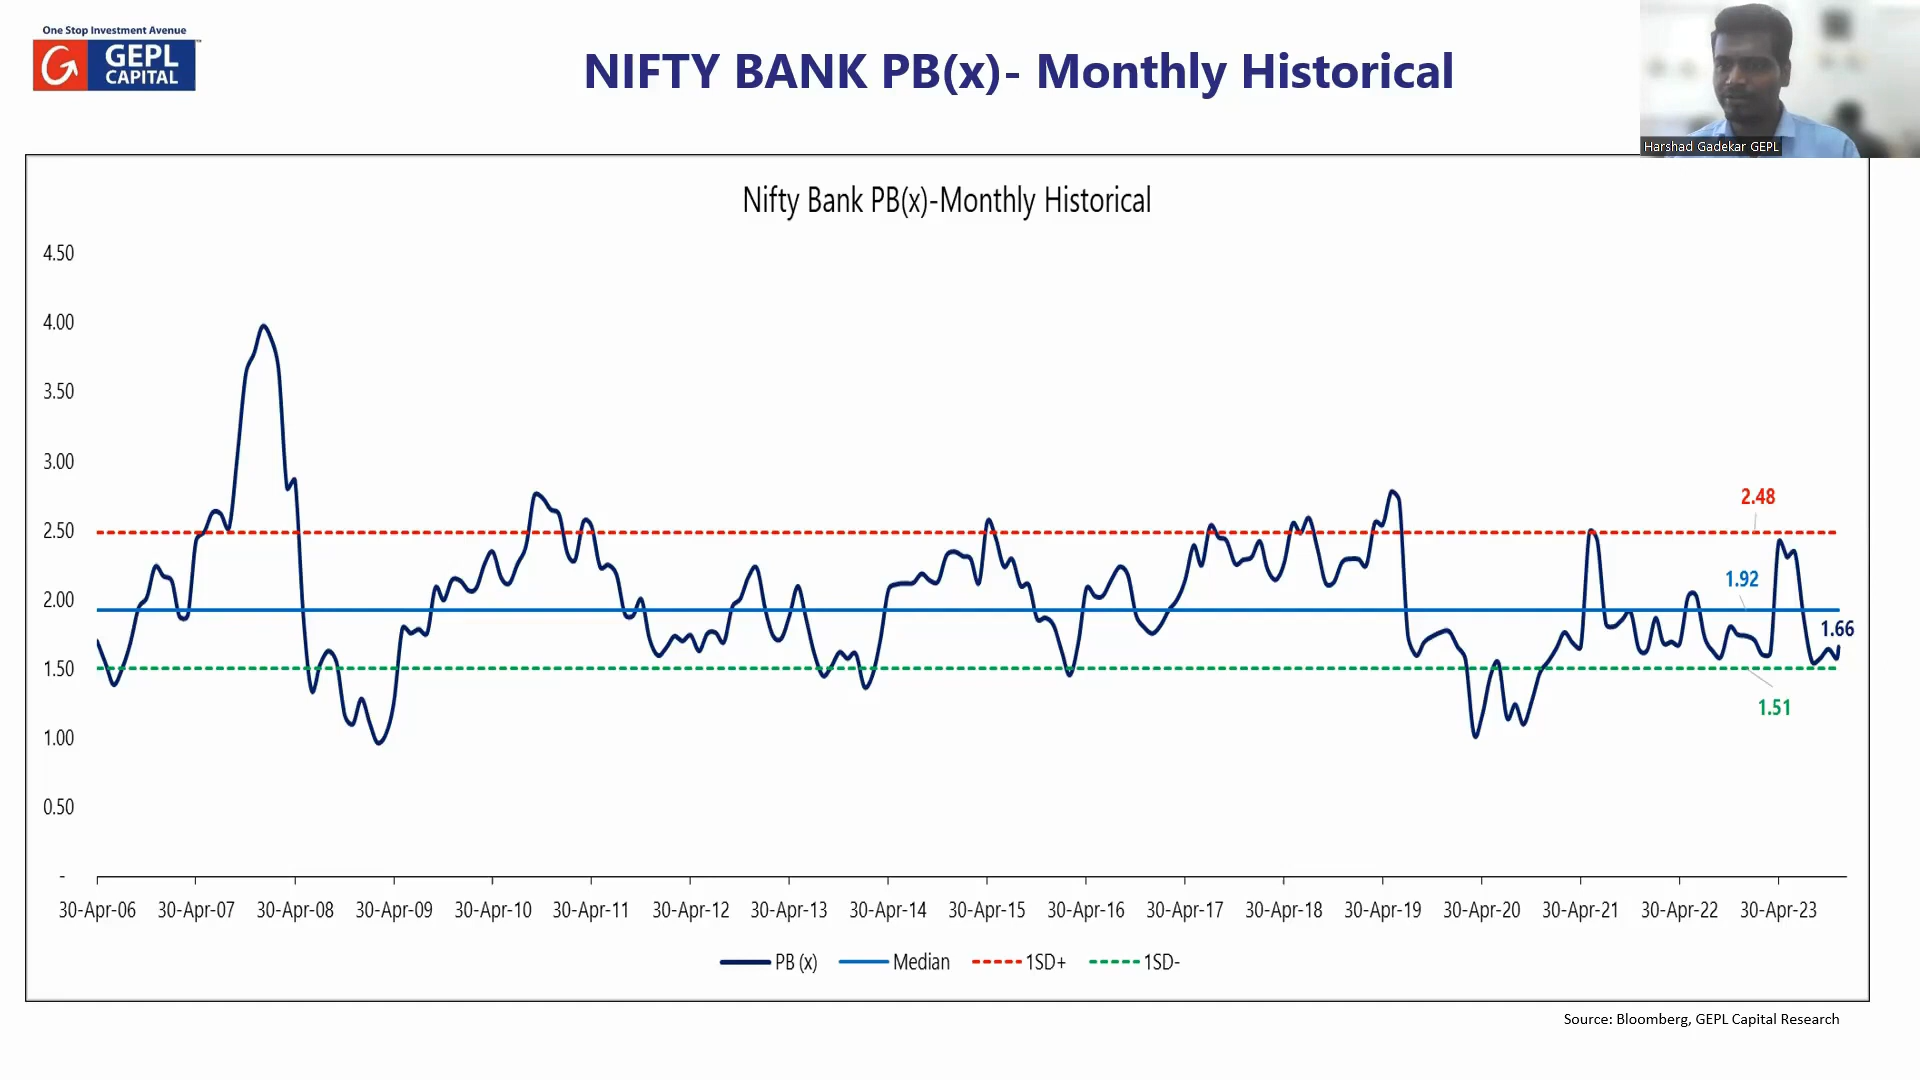 One Stop Investment Avenue
GEPL
CAPITAL
NIFTY BANK PB(x)- Monthly Historical
Harshad Gadekar GEPL
Nifty Bank PB(x)-Monthly Historical
4.50
4.00
3.50
3.00
2.50
2.00
1.50
1.00
0.50
-
2.48
1.92
1.66
1.51
30-Apr-06 30-Apr-07 30-Apr-08 30-Apr-09 30-Apr-10 30-Apr-11 30-Apr-12 30-Apr-13 30-Apr-14 30-Apr-15 30-Apr-16 30-Apr-17 30-Apr-18 30-Apr-19 30-Apr-20 30-Apr-21 30-Apr-22 30-Apr-23
PB (x) Median 1SD+ 1SD-
Source: Bloomberg, GEPL Capital Research